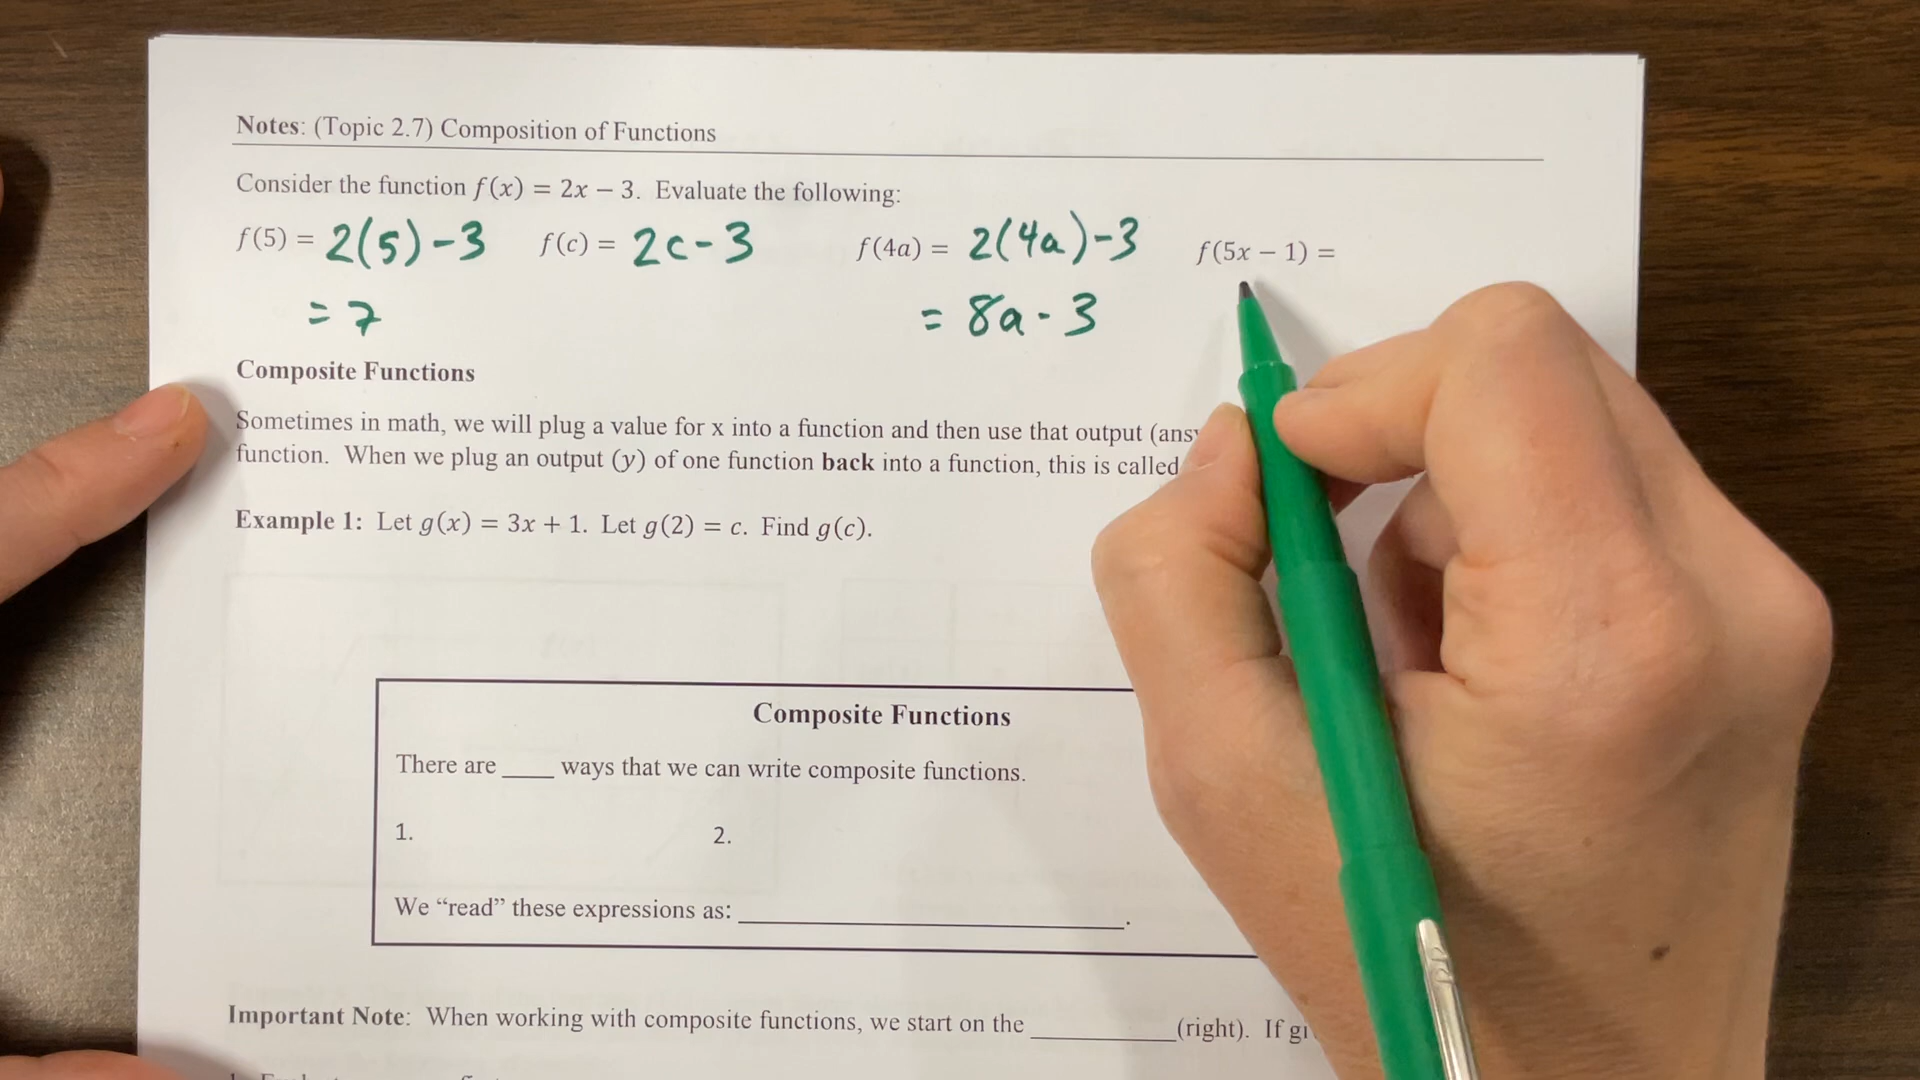 Notes: (Topic 2.7) Composition of Functions
Consider the function f(x) = 2x − 3. Evaluate the following:
f(5) = 2(5)-3 f(c) = 2c-3 f(4a) = 2(4a)-3 f(5x − 1) =
= 7 = 8a-3
Composite Functions
Sometimes in math, we will plug a value for x into a function and then use that output
function. When we plug an output (y) of one function back into a function, this is called
Example 1: Let g(x) = 3x + 1. Let g(2) = c. Find g(c).
Composite Functions
There are ____ ways that we can write composite functions.
1. 2.
We “read” these expressions as: ____________________.
Important Note: When working with composite functions, we start on the __________(right). If